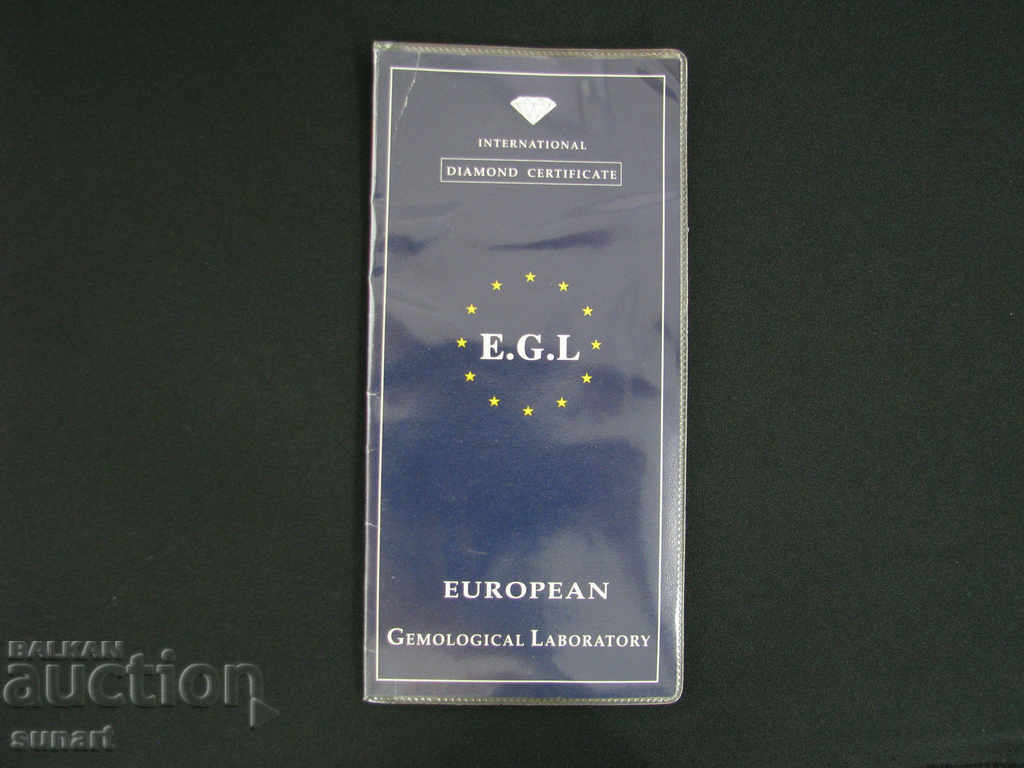 INTERNATIONAL
DIAMOND CERTIFICATE
E.G.L
EUROPEAN
GEMOLOGICAL LABORATORY
BALKAN
auction
sunart